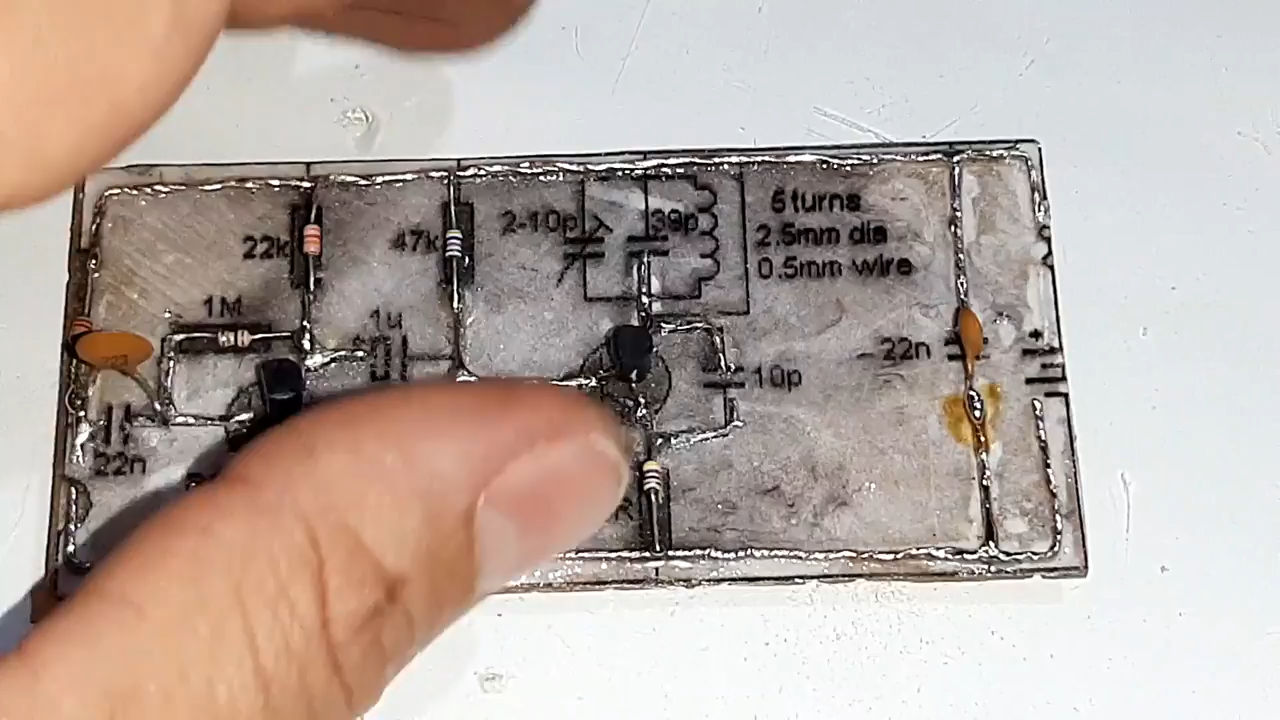 22k
47k
2-10p
39p
5 turns
2.5mm dia
0.5mm wire
1M
1u
22n
10p
22n
+